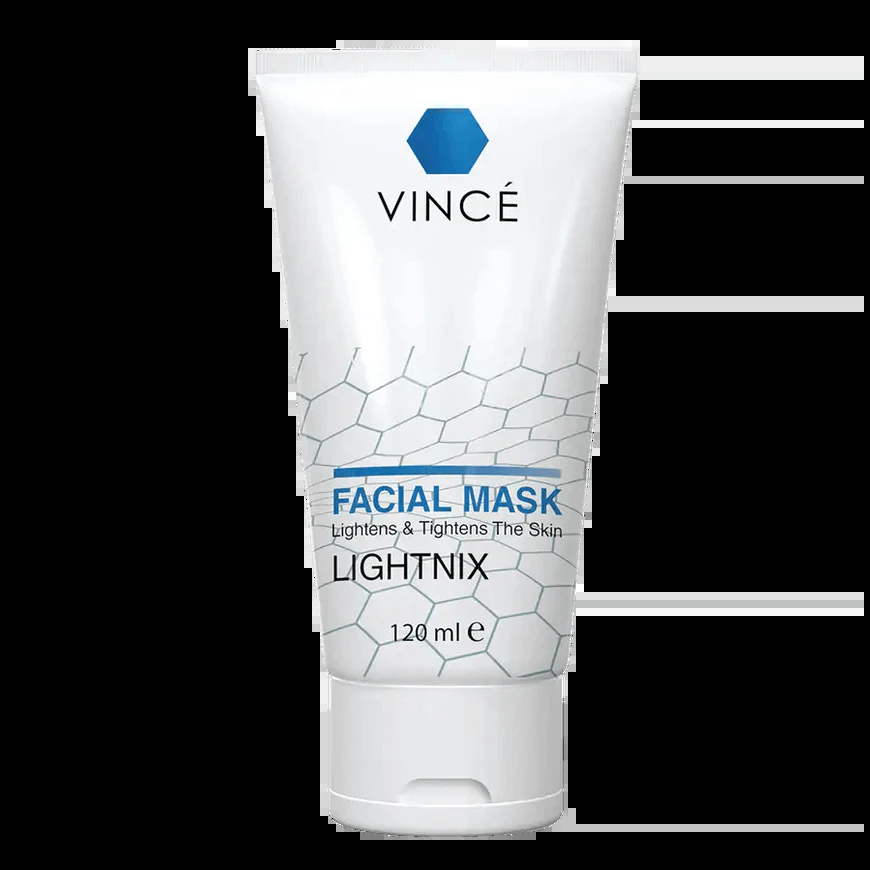 VINCÉ
FACIAL MASK
Lightens & Tightens The Skin
LIGHTNIX
120 ml ℮